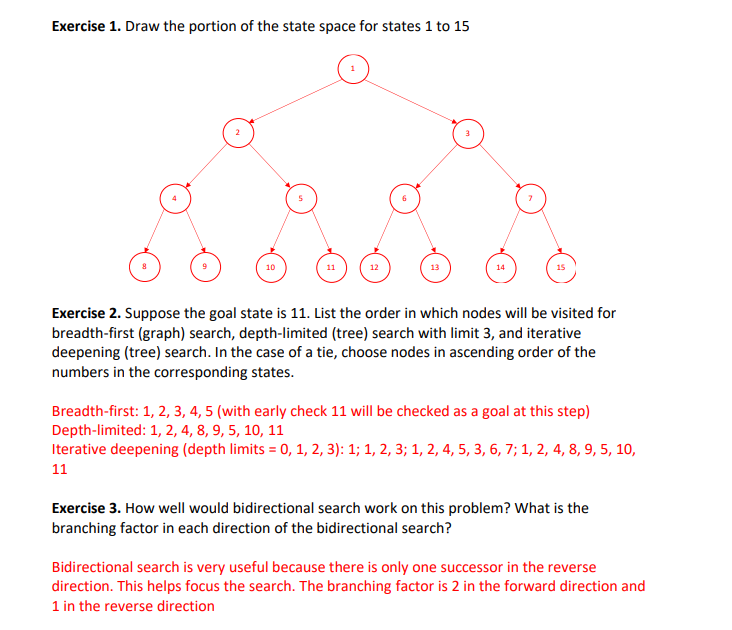 Exercise 1. Draw the portion of the state space for states 1 to 15
1
2
3
4
5
6
7
8
9
10
11
12
13
14
15
Exercise 2. Suppose the goal state is 11. List the order in which nodes will be visited for
breadth-first (graph) search, depth-limited (tree) search with limit 3, and iterative
deepening (tree) search. In the case of a tie, choose nodes in ascending order of the
numbers in the corresponding states.
Breadth-first: 1, 2, 3, 4, 5 (with early check 11 will be checked as a goal at this step)
Depth-limited: 1, 2, 4, 8, 9, 5, 10, 11
Iterative deepening (depth limits = 0, 1, 2, 3): 1; 1, 2, 3; 1, 2, 4, 5, 3, 6, 7; 1, 2, 4, 8, 9, 5, 10,
11
Exercise 3. How well would bidirectional search work on this problem? What is the
branching factor in each direction of the bidirectional search?
Bidirectional search is very useful because there is only one successor in the reverse
direction. This helps focus the search. The branching factor is 2 in the forward direction and
1 in the reverse direction